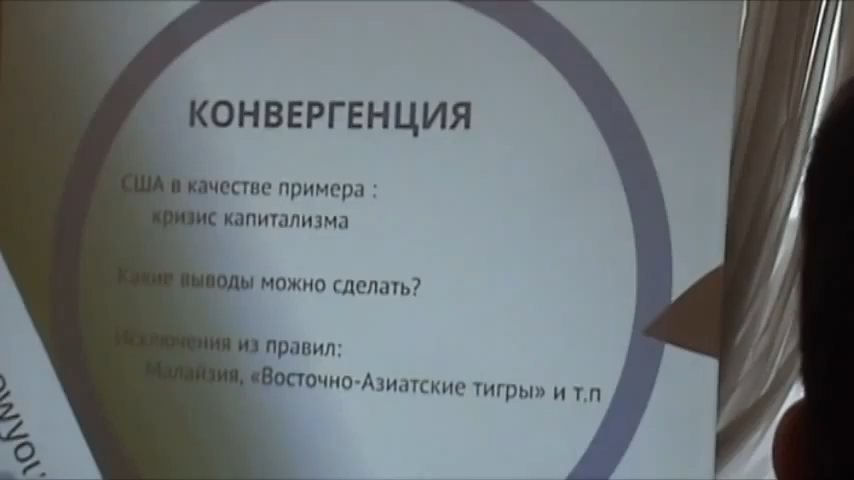 КОНВЕРГЕНЦИЯ
США в качестве примера :
кризис капитализма
Какие выводы можно сделать?
Исключения из правил:
Малайзия, «Восточно-Азиатские тигры» и т.п